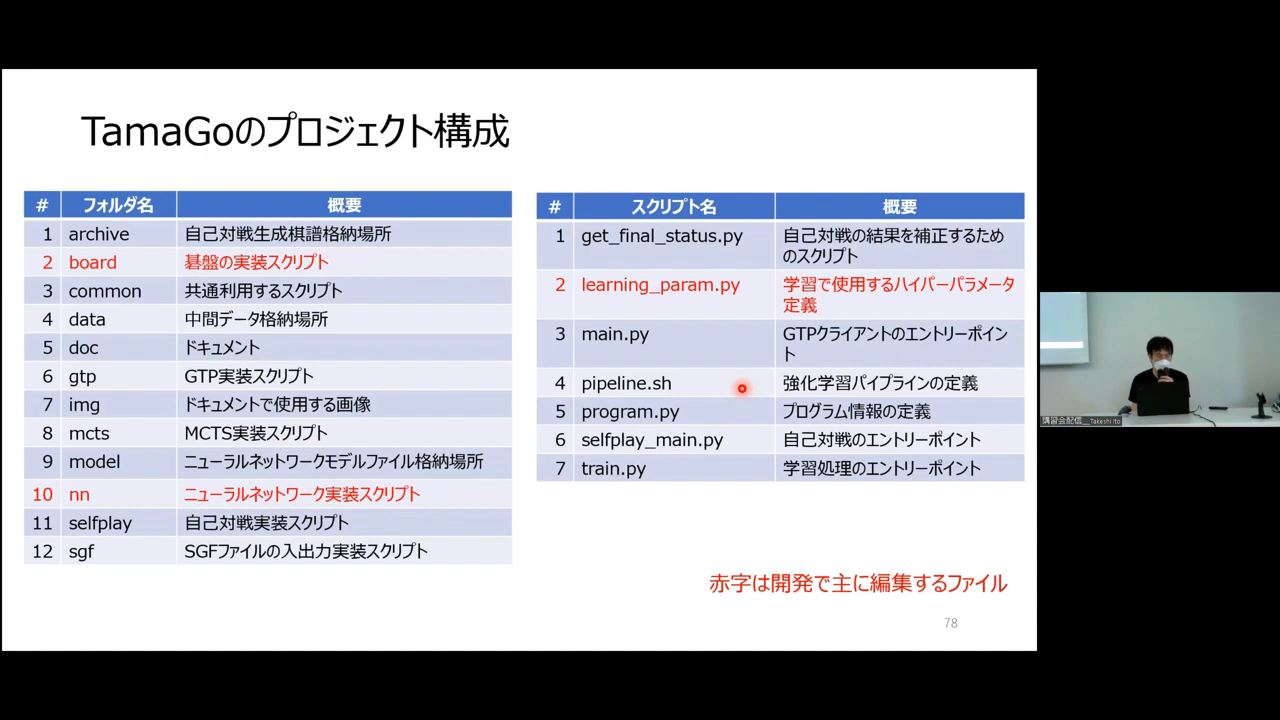 TamaGoのプロジェクト構成
# フォルダ名 概要
1 archive 自己対戦生成棋譜格納場所
2 board 碁盤の実装スクリプト
3 common 共通利用するスクリプト
4 data 中間データ格納場所
5 doc ドキュメント
6 gtp GTP実装スクリプト
7 img ドキュメントで使用する画像
8 mcts MCTS実装スクリプト
9 model ニューラルネットワークモデルファイル格納場所
10 nn ニューラルネットワーク実装スクリプト
11 selfplay 自己対戦実装スクリプト
12 sgf SGFファイルの入出力実装スクリプト
# スクリプト名 概要
1 get_final_status.py 自己対戦の結果を補正するため
のスクリプト
2 learning_param.py 学習で使用するハイパーパラメータ
定義
3 main.py GTPクライアントのエントリーポイン
ト
4 pipeline.sh 強化学習パイプラインの定義
5 program.py プログラム情報の定義
6 selfplay_main.py 自己対戦のエントリーポイント
7 train.py 学習処理のエントリーポイント
赤字は開発で主に編集するファイル
78
講習会配信__Takeshi Ito